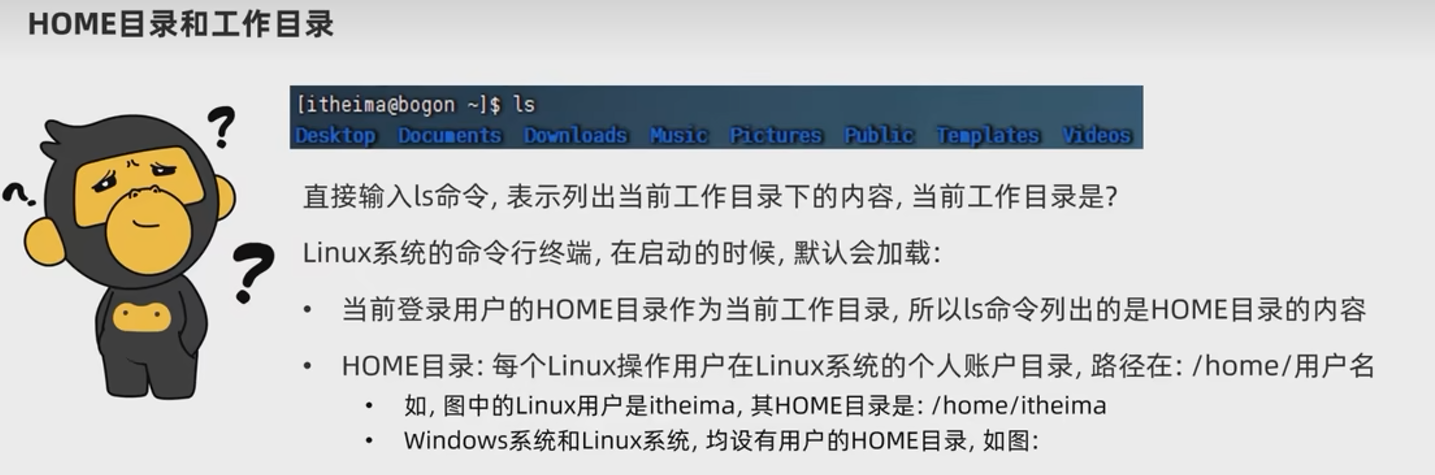 HOME目录和工作目录
[itheima@bogon ~]$ ls
Desktop Documents Downloads Music Pictures Public Templates Videos
直接输入ls命令, 表示列出当前工作目录下的内容, 当前工作目录是?
Linux系统的命令行终端, 在启动的时候, 默认会加载:
• 当前登录用户的HOME目录作为当前工作目录, 所以ls命令列出的是HOME目录的内容
• HOME目录: 每个Linux操作用户在Linux系统的个人账户目录, 路径在: /home/用户名
• 如, 图中的Linux用户是itheima, 其HOME目录是: /home/itheima
• Windows系统和Linux系统, 均设有用户的HOME目录, 如图: